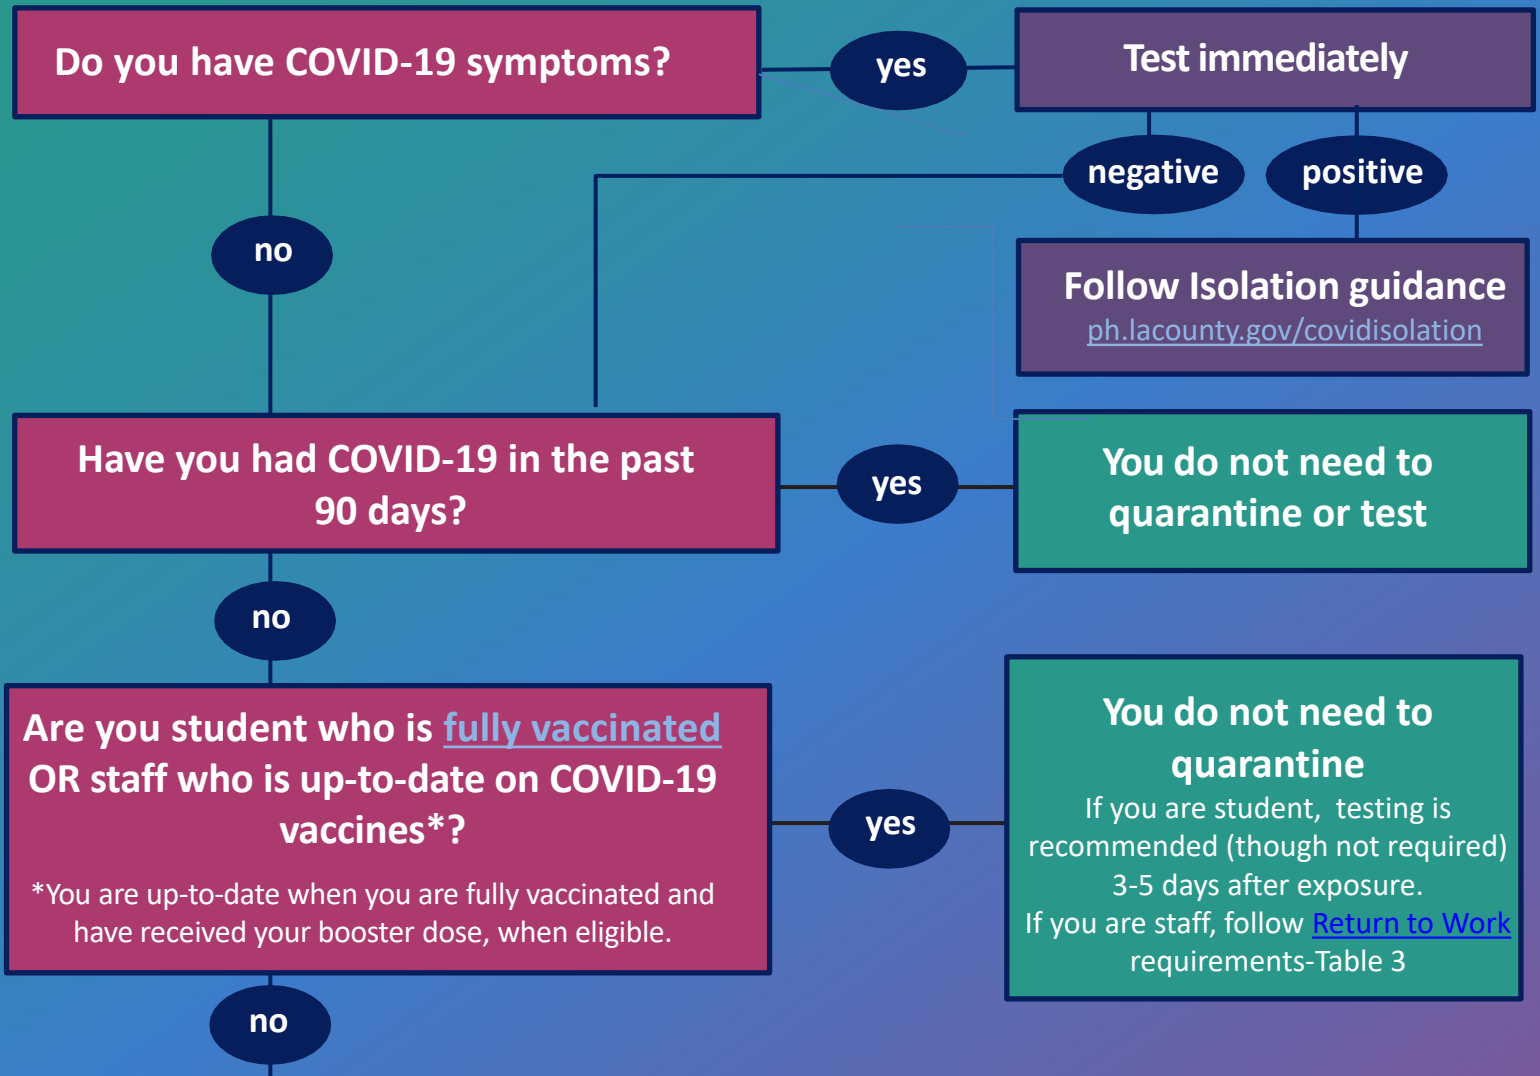 Do you have COVID-19 symptoms?
yes
Test immediately
negative
positive
no
Follow Isolation guidance
ph.lacounty.gov/covidisolation
Have you had COVID-19 in the past
90 days?
yes
You do not need to
quarantine or test
no
Are you student who is fully vaccinated
OR staff who is up-to-date on COVID-19
vaccines*?
*You are up-to-date when you are fully vaccinated and
have received your booster dose, when eligible.
yes
You do not need to
quarantine
If you are student, testing is
recommended (though not required)
3-5 days after exposure.
If you are staff, follow Return to Work
requirements-Table 3
no